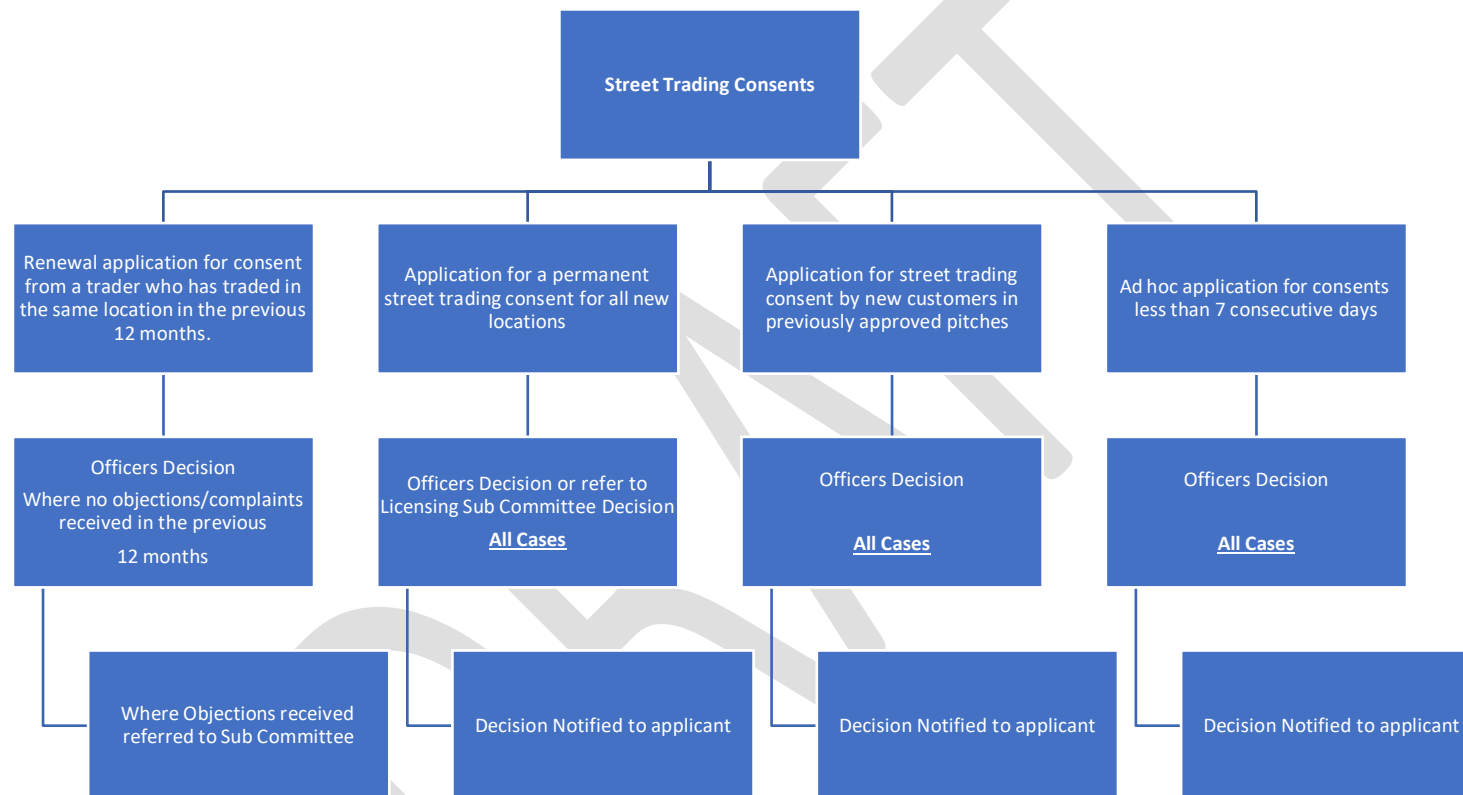 Street Trading Consents
Renewal application for consent
from a trader who has traded in
the same location in the previous
12 months.
Application for a permanent
street trading consent for all new
locations
Application for street trading
consent by new customers in
previously approved pitches
Ad hoc application for consents
less than 7 consecutive days
Officers Decision
Where no objections/complaints
received in the previous
12 months
Officers Decision or refer to
Licensing Sub Committee Decision
All Cases
Officers Decision
All Cases
Officers Decision
All Cases
Where Objections received
referred to Sub Committee
Decision Notified to applicant
Decision Notified to applicant
Decision Notified to applicant